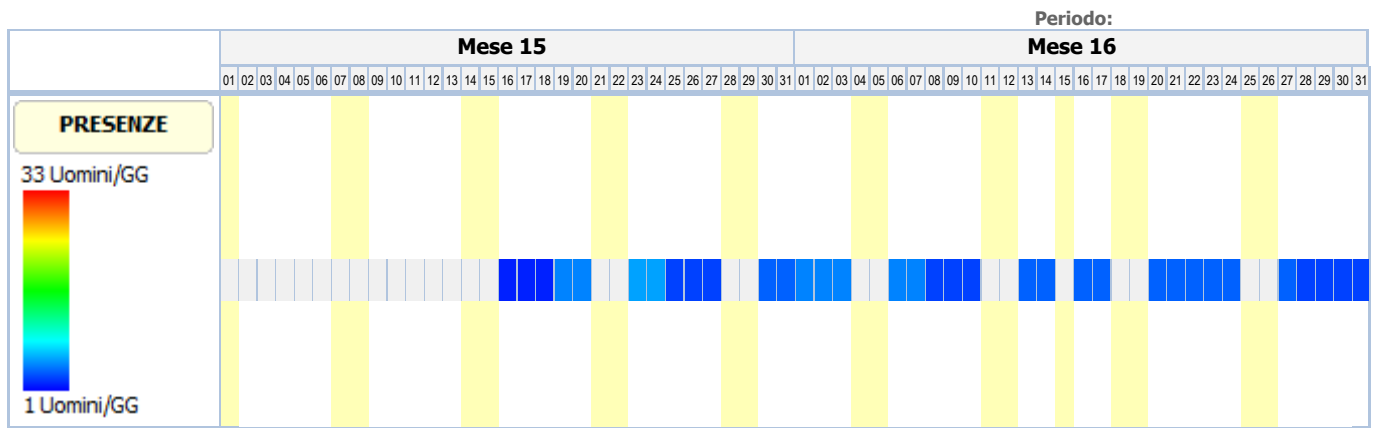 Periodo:
Mese 15 Mese 16
01 02 03 04 05 06 07 08 09 10 11 12 13 14 15 16 17 18 19 20 21 22 23 24 25 26 27 28 29 30 31 01 02 03 04 05 06 07 08 09 10 11 12 13 14 15 16 17 18 19 20 21 22 23 24 25 26 27 28 29 30 31
PRESENZE
33 Uomini/GG
1 Uomini/GG